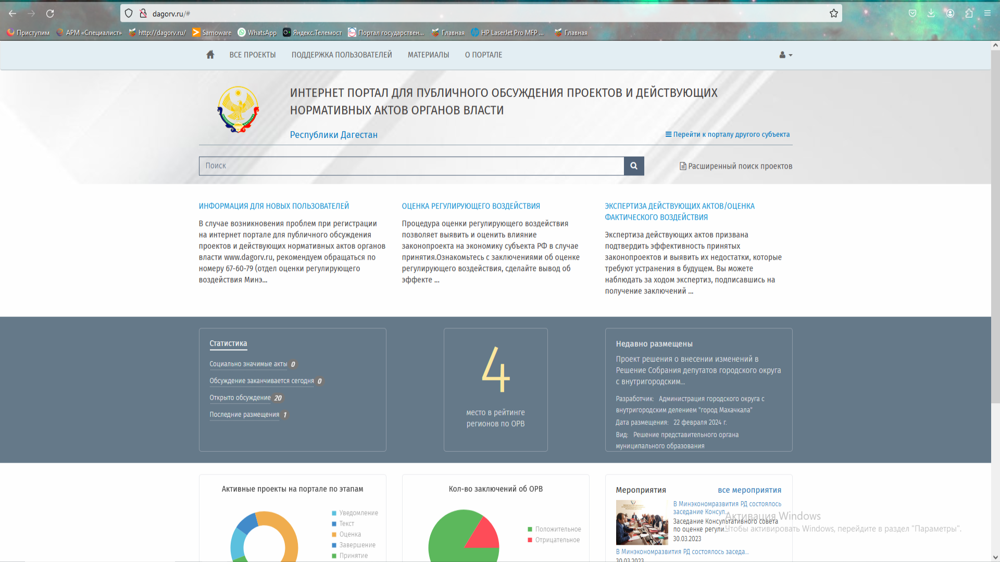 dagorv.ru/#
Приступим
АРМ «Специалист»
http://dagorv.ru/
Samoware
WhatsApp
Яндекс.Телемост
Портал государствен...
Главная
HP LaserJet Pro MFP ...
Главная
ВСЕ ПРОЕКТЫ
ПОДДЕРЖКА ПОЛЬЗОВАТЕЛЕЙ
МАТЕРИАЛЫ
О ПОРТАЛЕ
ИНТЕРНЕТ ПОРТАЛ ДЛЯ ПУБЛИЧНОГО ОБСУЖДЕНИЯ ПРОЕКТОВ И ДЕЙСТВУЮЩИХ
НОРМАТИВНЫХ АКТОВ ОРГАНОВ ВЛАСТИ
Республики Дагестан
Перейти к порталу другого субъекта
Поиск
Расширенный поиск проектов
ИНФОРМАЦИЯ ДЛЯ НОВЫХ ПОЛЬЗОВАТЕЛЕЙ
В случае возникновения проблем при регистрации
на интернет портале для публичного обсуждения
проектов и действующих нормативных актов органов
власти www.dagorv.ru, рекомендуем обращаться по
номеру 67-60-79 (отдел оценки регулирующего
воздействия Минэ...
ОЦЕНКА РЕГУЛИРУЮЩЕГО ВОЗДЕЙСТВИЯ
Процедура оценки регулирующего воздействия
позволяет выявить и оценить влияние
законопроекта на экономику субъекта РФ в случае
принятия.Ознакомьтесь с заключениями об оценке
регулирующего воздействия, сделайте вывод об
эффекте ...
ЭКСПЕРТИЗА ДЕЙСТВУЮЩИХ АКТОВ/ОЦЕНКА
ФАКТИЧЕСКОГО ВОЗДЕЙСТВИЯ
Экспертиза действующих актов призвана
подтвердить эффективность принятых
законопроектов и выявить их недостатки, которые
требуют устранения в будущем. Вы можете
наблюдать за ходом экспертиз, подписавшись на
получение заключений ...
Статистика
Социально значимые акты 0
Обсуждение заканчивается сегодня 0
Открыто обсуждение 20
Последние размещения 1
4
место в рейтинге
регионов по ОРВ
Недавно размещены
Проект решения о внесении изменений в
Решение Собрания депутатов городского округа
с внутригородским...
Разработчик: Администрация городского округа с
внутригородским делением "город Махачкала"
Дата размещения: 22 февраля 2024 г.
Вид: Решение представительного органа
муниципального образования
Активные проекты на портале по этапам
Уведомление
Текст
Оценка
Завершение
Принятие
Кол-во заключений об ОРВ
Положительное
Отрицательное
Мероприятия
все мероприятия
В Минэкономразвития РД состоялось
заседание Консул...
Заседание Консультативного совета
по оценке регули...
30.03.2023
В Минэкономразвития РД состоялось заседа...
30.03.2023
Активация Windows
Чтобы активировать Windows, перейдите в раздел "Параметры".